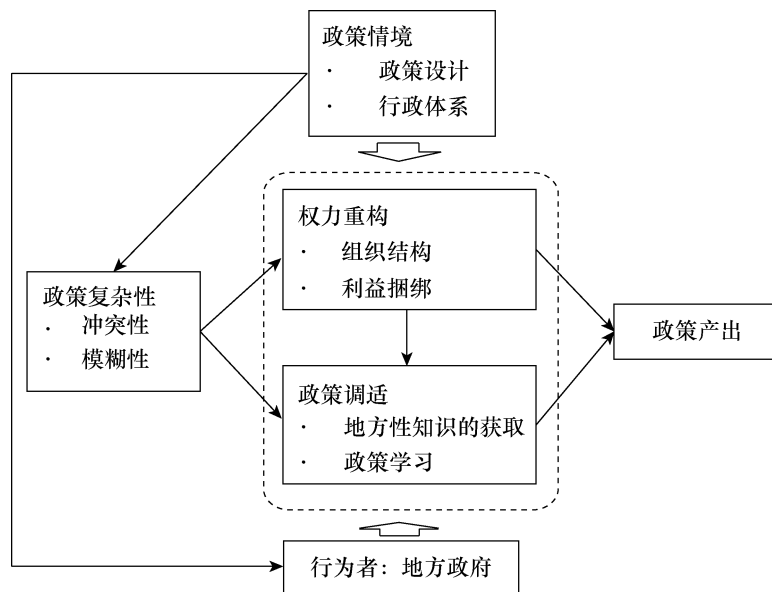 政策情境
· 政策设计
· 行政体系
权力重构
· 组织结构
· 利益捆绑
政策复杂性
· 冲突性
· 模糊性
政策产出
政策调适
· 地方性知识的获取
· 政策学习
行为者：地方政府